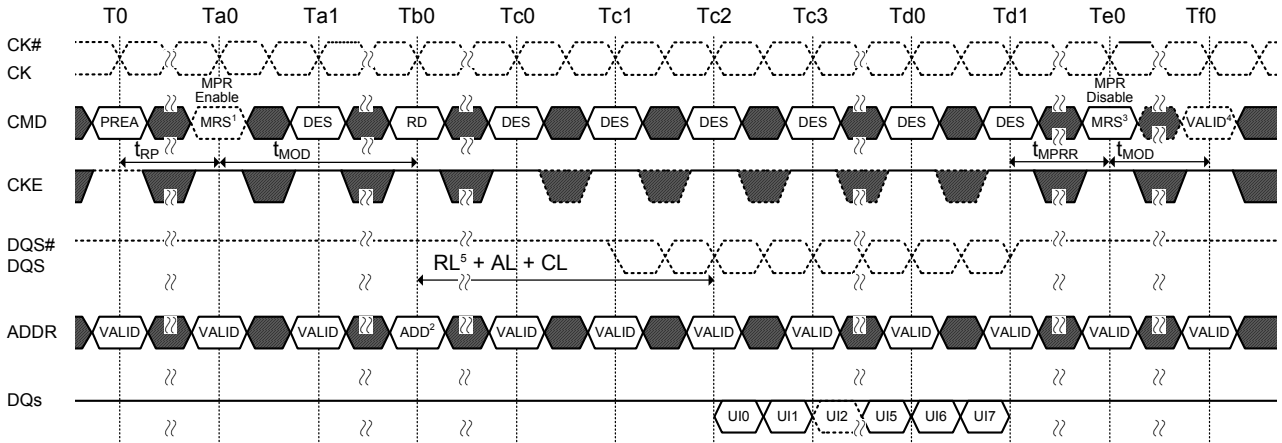 T0 Ta0 Ta1 Tb0 Tc0 Tc1 Tc2 Tc3 Td0 Td1 Te0 Tf0
CK#
CK
MPR Enable MPR Disable
CMD PREA MRS¹ DES RD DES DES DES DES DES DES MRS³ VALID⁴
tRP tMOD tMPRR tMOD
CKE
DQS#
DQS
RL⁵ + AL + CL
ADDR VALID VALID VALID ADD² VALID VALID VALID VALID VALID VALID VALID VALID
DQs
UI0 UI1 UI2 UI5 UI6 UI7